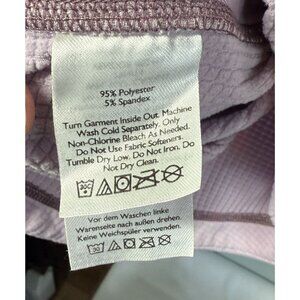 95% Polyester
5% Spandex
Turn Garment Inside Out. Machine
Wash Cold Separately. Only
Non-Chlorine Bleach As Needed.
Do Not Use Fabric Softeners.
Tumble Dry Low. Do Not Iron. Do
Not Dry Clean.
30C
Vor dem Waschen linke
Warenseite nach außen drehen.
Keine Weichspüler verwenden.
30